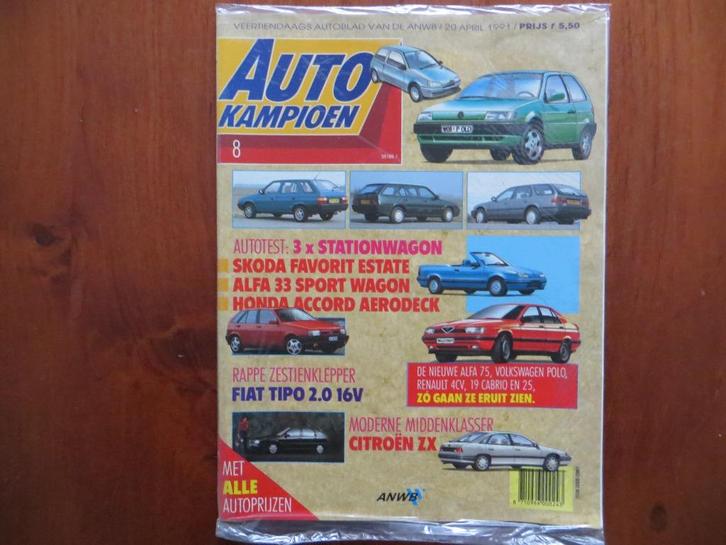 VEERTIENDAAGS AUTOBLAD VAN DE ANWB / 20 APRIL 1991 / PRIJS f 5,50
AUTO
KAMPIOEN
8
AUTOTEST: 3 x STATIONWAGON
SKODA FAVORIT ESTATE
ALFA 33 SPORT WAGON
HONDA ACCORD AERODECK
RAPPE ZESTIENKLEPPER
FIAT TIPO 2.0 16V
DE NIEUWE ALFA 75, VOLKSWAGEN POLO,
RENAULT 4CV, 19 CABRIO EN 25,
ZÓ GAAN ZE ERUIT ZIEN.
MODERNE MIDDENKLASSER
CITROËN ZX
MET
ALLE
AUTOPRIJZEN
ANWB